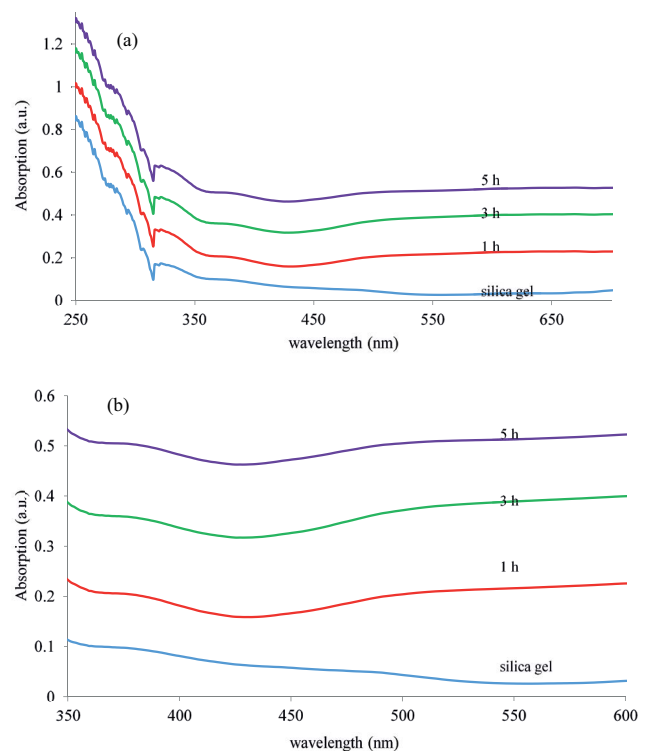 (a)
1.2
1
0.8
0.6
0.4
0.2
0
Absorption (a.u.)
5 h
3 h
1 h
silica gel
250 350 450 550 650
wavelength (nm)
(b)
0.6
0.5
0.4
0.3
0.2
0.1
0
Absorption (a.u.)
5 h
3 h
1 h
silica gel
350 400 450 500 550 600
wavelength (nm)